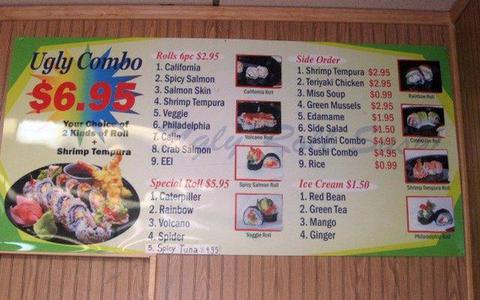 Ugly Combo
$6.95
Your Choice of
2 Kinds of Roll
+
Shrimp Tempura
Rolls 6pc $2.95
1. California
2. Spicy Salmon
3. Salmon Skin
4. Shrimp Tempura
5. Veggie
6. Philadelphia
7. Calin
8. Crab Salmon
9. EEI
Special Roll $5.95
1. Caterpiller
2. Rainbow
3. Volcano
4. Spider
5. Spicy Tuna $4.95
California Roll
Volcano Roll
Spicy Salmon Roll
Veggie Roll
Side Order
1. Shrimp Tempura $2.95
2. Teriyaki Chicken $2.95
3. Miso Soup $0.99
4. Green Mussels $2.95
5. Edamame $1.95
6. Side Salad $1.50
7. Sashimi Combo $4.95
8. Sushi Combo $4.95
9. Rice $0.99
Ice Cream $1.50
1. Red Bean
2. Green Tea
3. Mango
4. Ginger
Rainbow Roll
Shrimp Tempura Roll
Philadelphia Roll